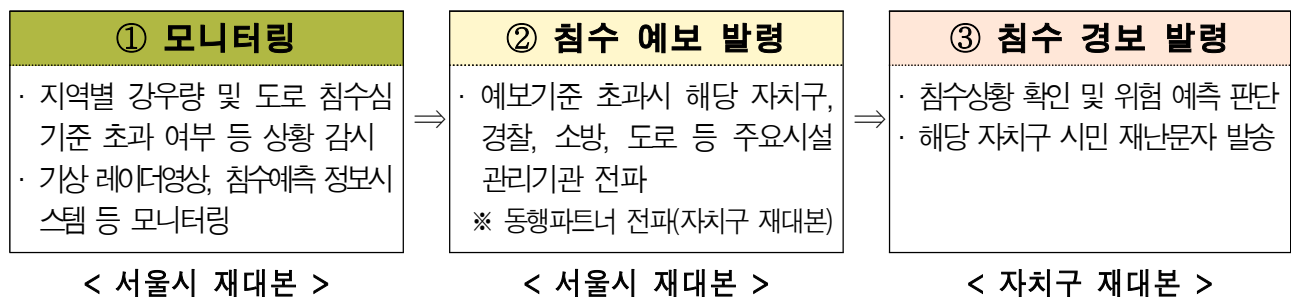 ① 모니터링
· 지역별 강우량 및 도로 침수심
기준 초과 여부 등 상황 감시
· 기상 레이더영상, 침수예측 정보시
스템 등 모니터링
< 서울시 재대본 >
⇒
② 침수 예보 발령
· 예보기준 초과시 해당 자치구,
경찰, 소방, 도로 등 주요시설
관리기관 전파
※ 동행파트너 전파(자치구 재대본)
< 서울시 재대본 >
⇒
③ 침수 경보 발령
· 침수상황 확인 및 위험 예측 판단
· 해당 자치구 시민 재난문자 발송
< 자치구 재대본 >